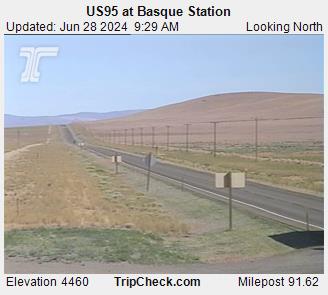 US95 at Basque Station
Updated: Jun 28 2024 9:29 AM Looking North
Elevation 4460 TripCheck.com Milepost 91.62